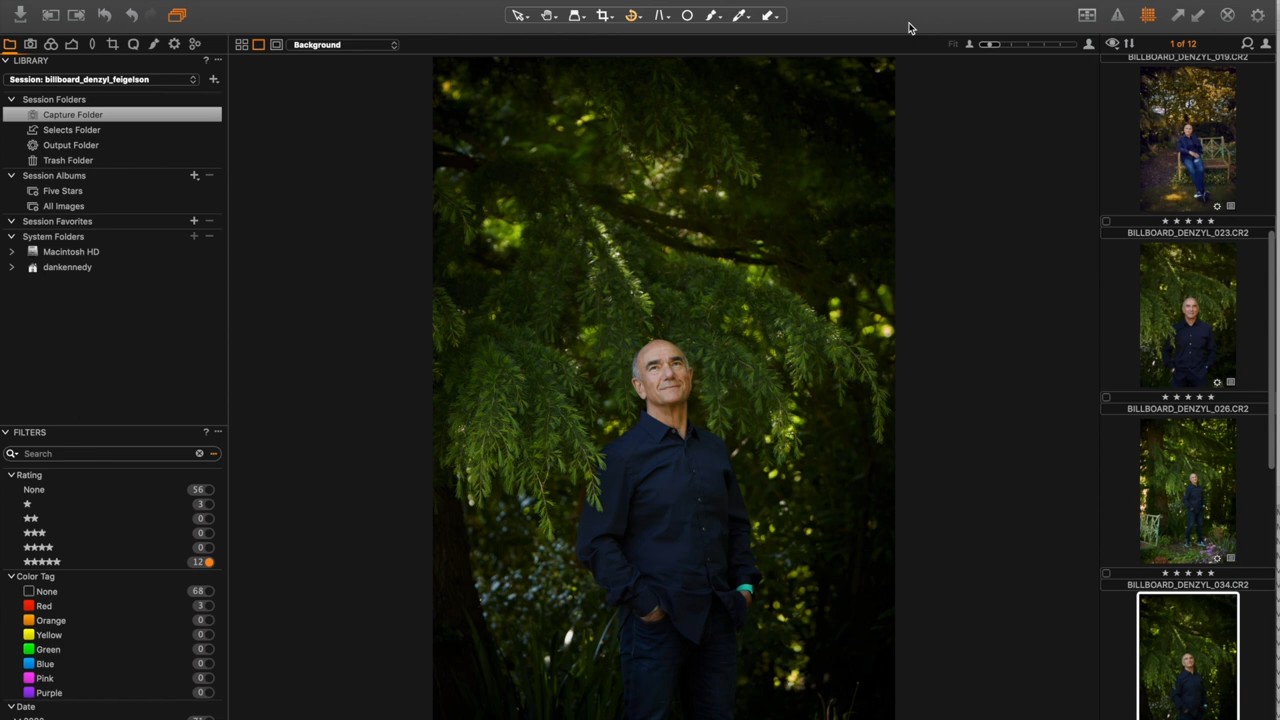 Background
Fit
1 of 12
LIBRARY
?
Session: billboard_denzyl_feigelson
Session Folders
Capture Folder
Selects Folder
Output Folder
Trash Folder
Session Albums
Five Stars
All Images
Session Favorites
System Folders
Macintosh HD
dankennedy
FILTERS
?
Search
Rating
None 56
★ 3
★★ 0
★★★ 0
★★★★ 0
★★★★★ 12
Color Tag
None 68
Red 3
Orange 0
Yellow 0
Green 0
Blue 0
Pink 0
Purple 0
Date
BILLBOARD_DENZYL_019.CR2
BILLBOARD_DENZYL_023.CR2
BILLBOARD_DENZYL_026.CR2
BILLBOARD_DENZYL_034.CR2